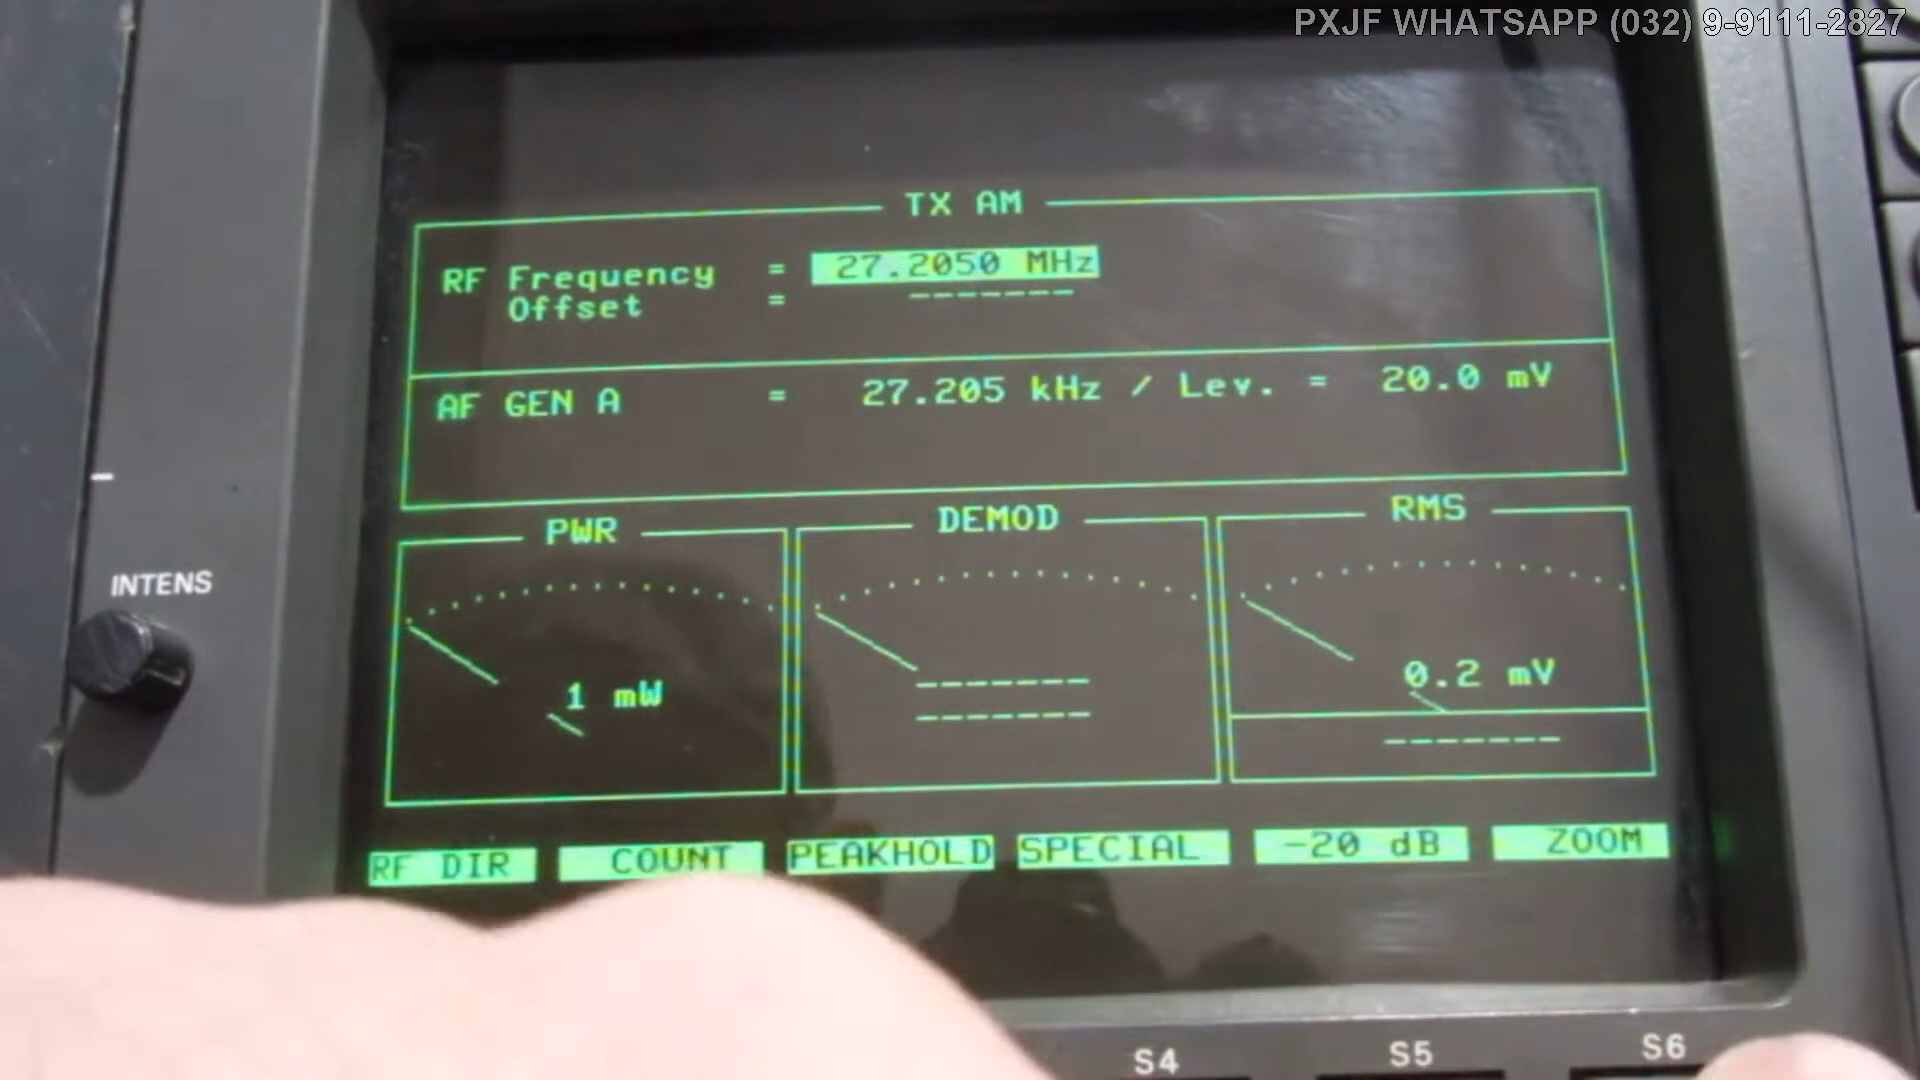 PXJF WHATSAPP (032) 9-9111-2827
TX AM
RF Frequency = 27.2050 MHz
Offset = -------
AF GEN A = 27.205 kHz / Lev. = 20.0 mV
PWR DEMOD RMS
1 mW ------- 0.2 mV
------- -------
INTENS
RF DIR COUNT PEAKHOLD SPECIAL -20 dB ZOOM
S4 S5 S6